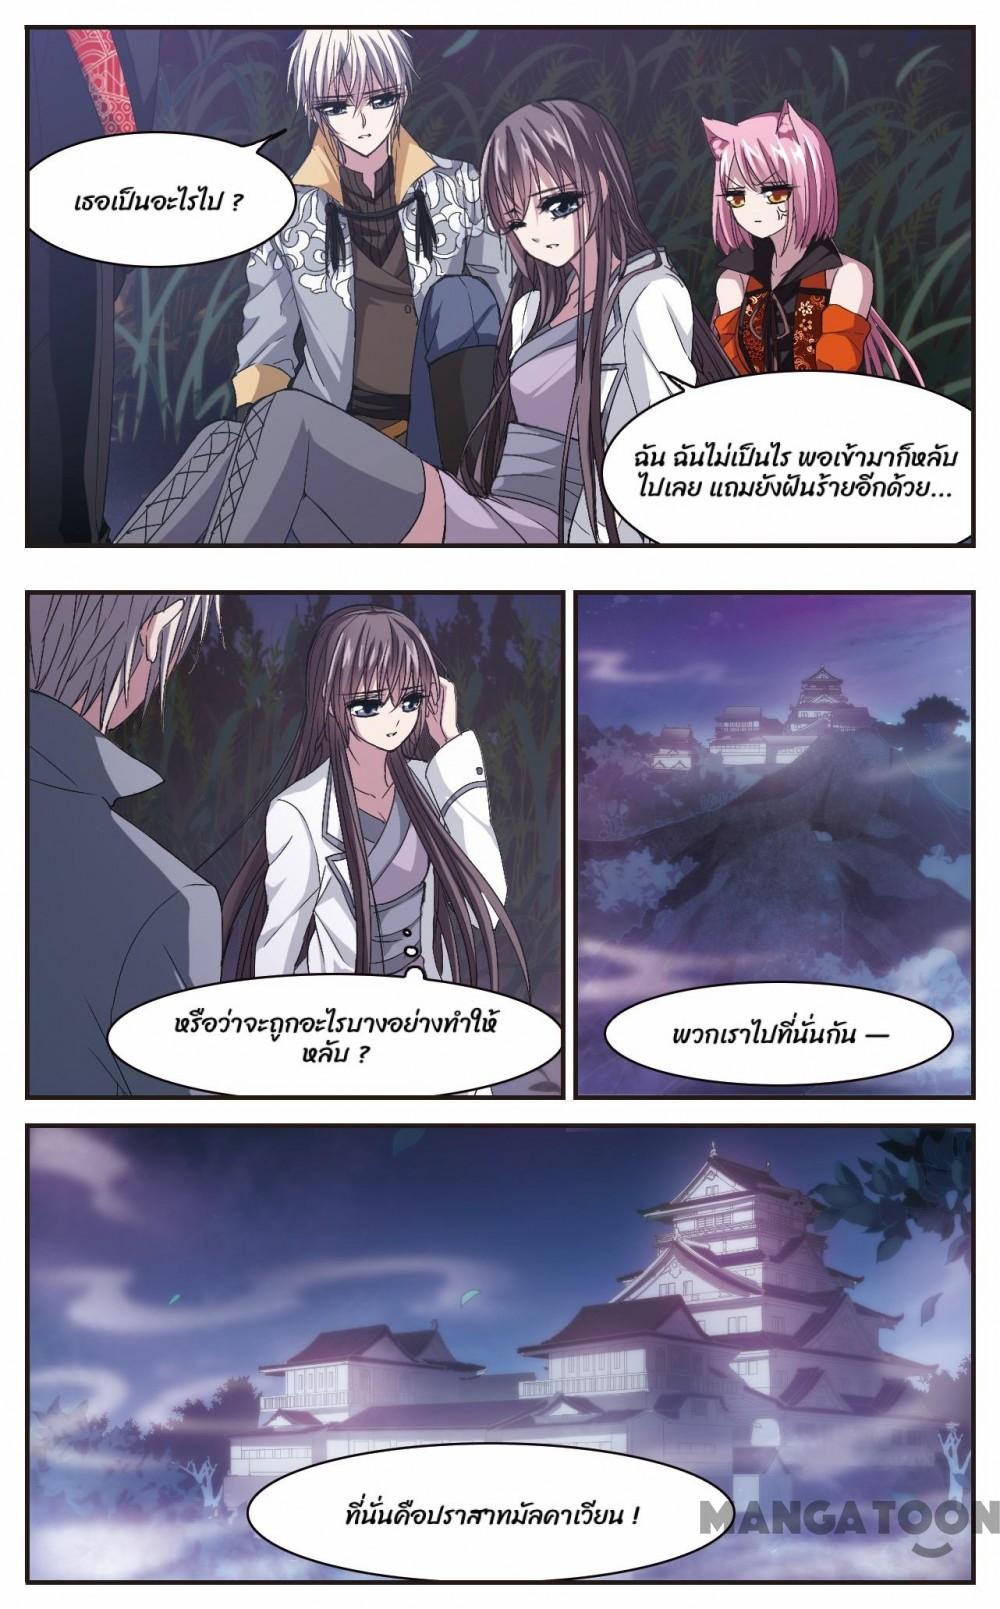 เธอเป็นอะไรไป ?
ฉัน ฉันไม่เป็นไร พอเข้ามาก็หลับ
ไปเลย แถมยังฝันร้ายอีกด้วย...
หรือว่าจะถูกอะไรบางอย่างทำให้
หลับ ?
พวกเราไปที่นั่นกัน —
ที่นั่นคือปราสาทมัลคาเวียน !
MANGATOON